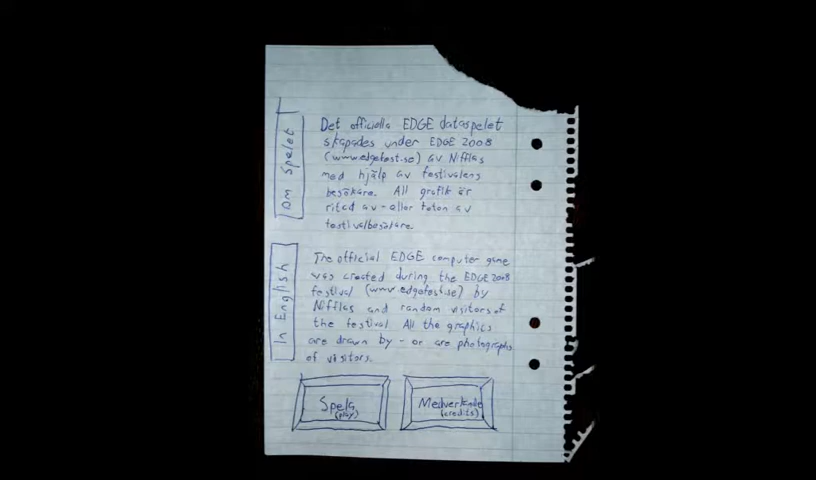 Om Spelet
Det officiella EDGE dataspelet
skapades under EDGE 2008
(www.edgefest.se) av Nifflas
med hjälp av festivalens
besökare. All grafik är
ritad av - eller foton av
festivalbesökare.
In English
The official EDGE computer game
was created during the EDGE 2008
festival (www.edgefest.se) by
Nifflas and random visitors of
the festival All the graphics
are drawn by - or are photographs
of visitors.
Spela
(play)
Medverkande
(credits)